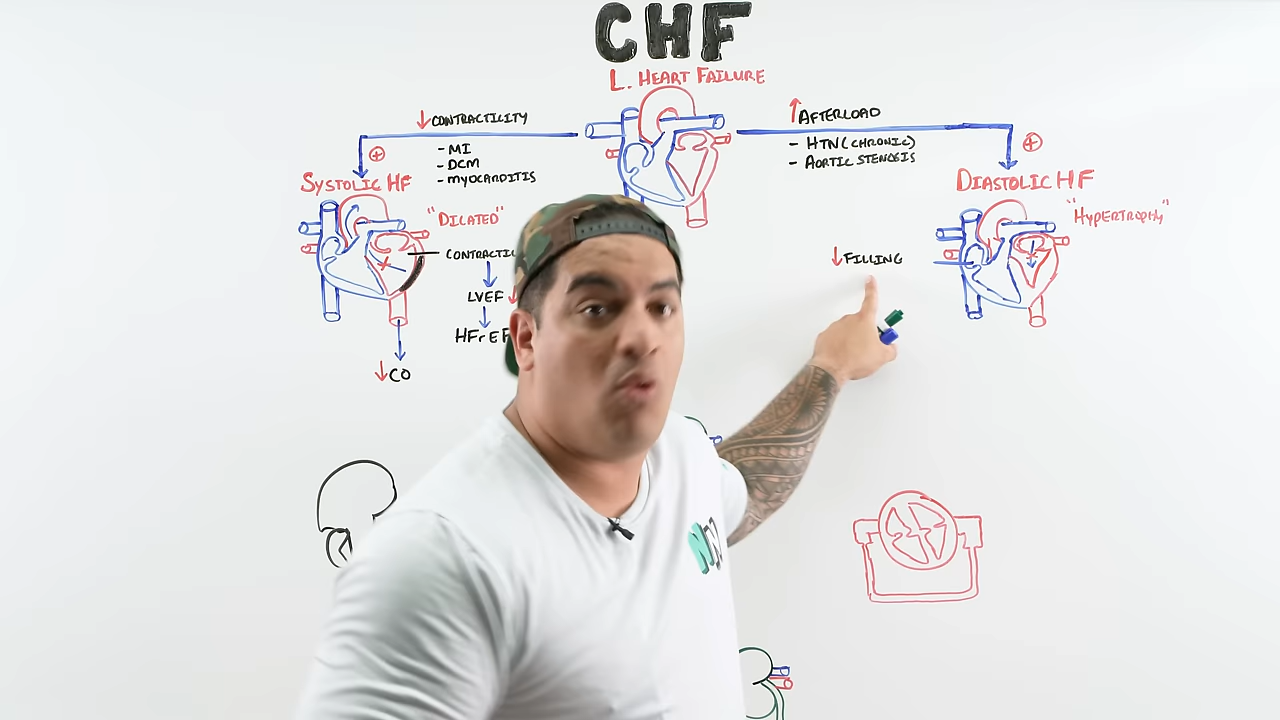 CHF
L. HEART FAILURE
↓ CONTRACTILITY
- MI
- DCM
- MYOCARDITIS
↑ AFTERLOAD
- HTN (CHRONIC)
- AORTIC STENOSIS
SYSTOLIC HF
"DILATED"
LVEF ↓
HFrEF
↓ CO
DIASTOLIC HF
"HYPERTROPHY"
↓ FILLING